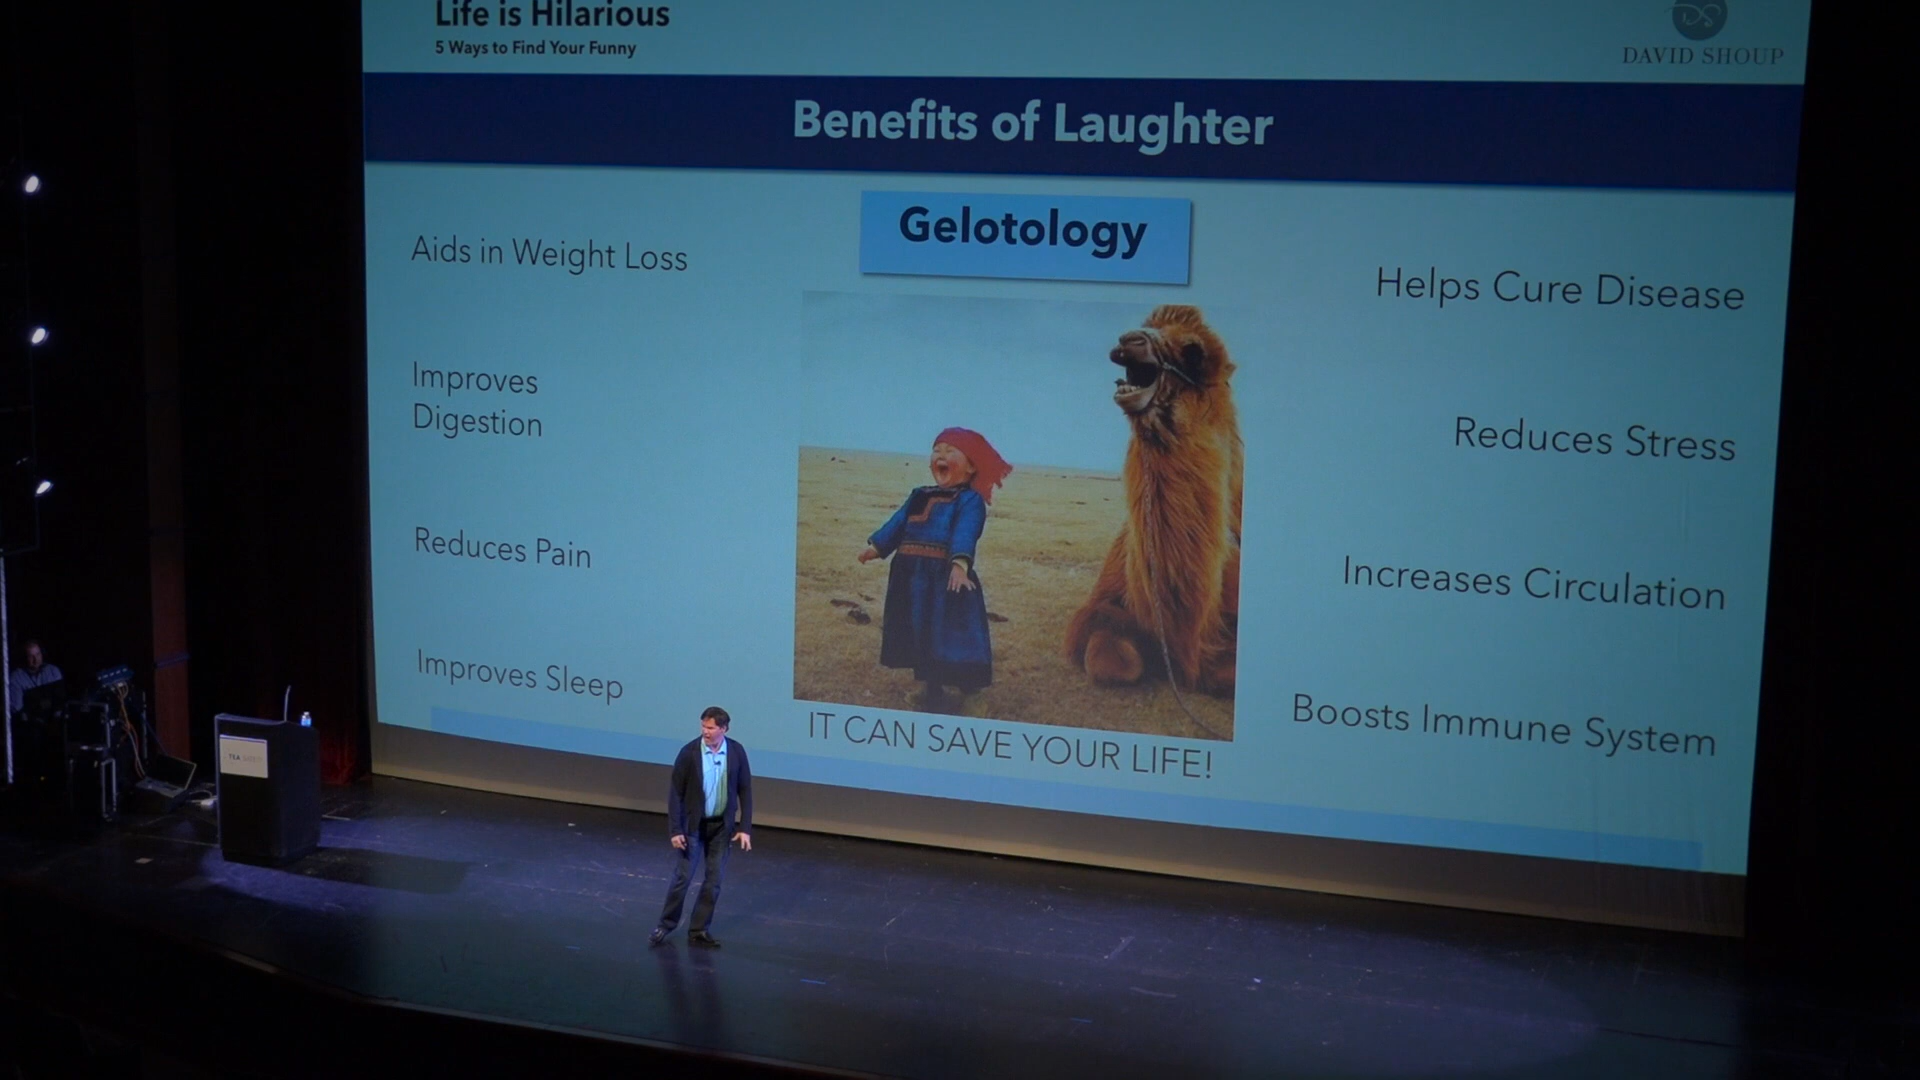 Life is Hilarious
5 Ways to Find Your Funny
DS
DAVID SHOUP
Benefits of Laughter
Gelotology
Aids in Weight Loss
Improves
Digestion
Reduces Pain
Improves Sleep
Helps Cure Disease
Reduces Stress
Increases Circulation
Boosts Immune System
IT CAN SAVE YOUR LIFE!
TEA